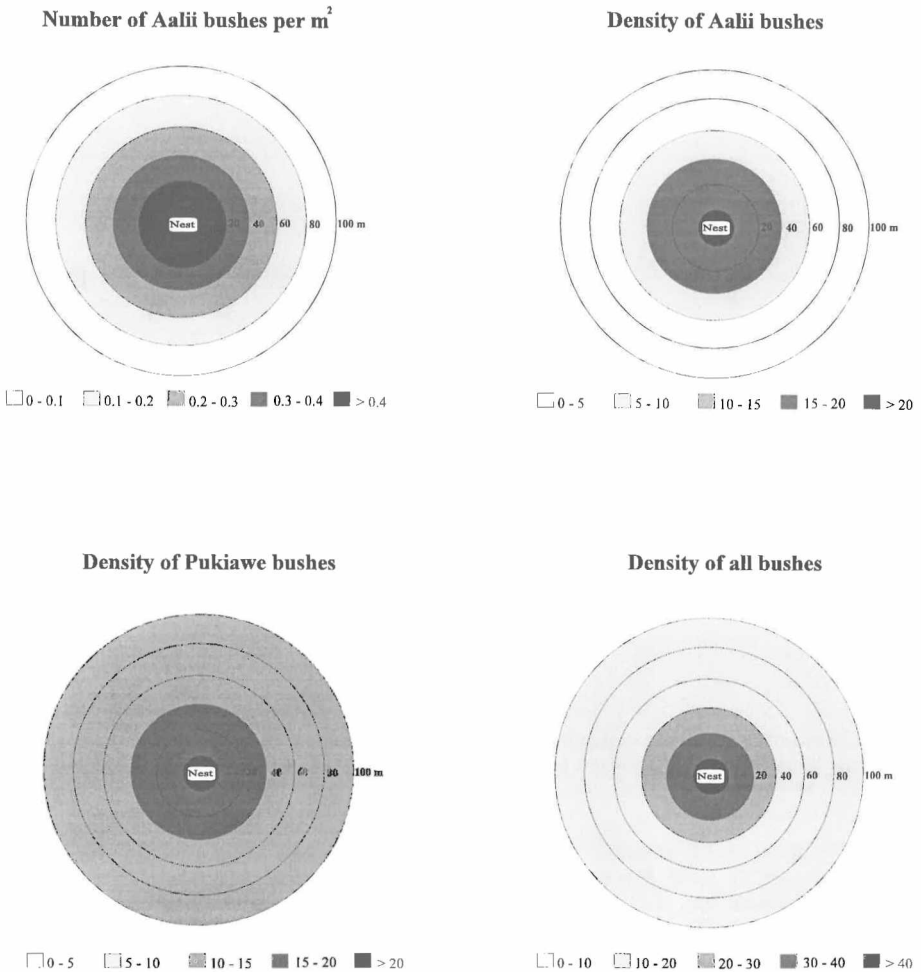 Number of Aalii bushes per m²
Nest 20 40 60 80 100 m
0 - 0.1 0.1 - 0.2 0.2 - 0.3 0.3 - 0.4 > 0.4
Density of Aalii bushes
Nest 20 40 60 80 100 m
0 - 5 5 - 10 10 - 15 15 - 20 > 20
Density of Pukiawe bushes
Nest 40 60 80 100 m
0 - 5 5 - 10 10 - 15 15 - 20 > 20
Density of all bushes
Nest 20 40 60 80 100 m
0 - 10 10 - 20 20 - 30 30 - 40 > 40